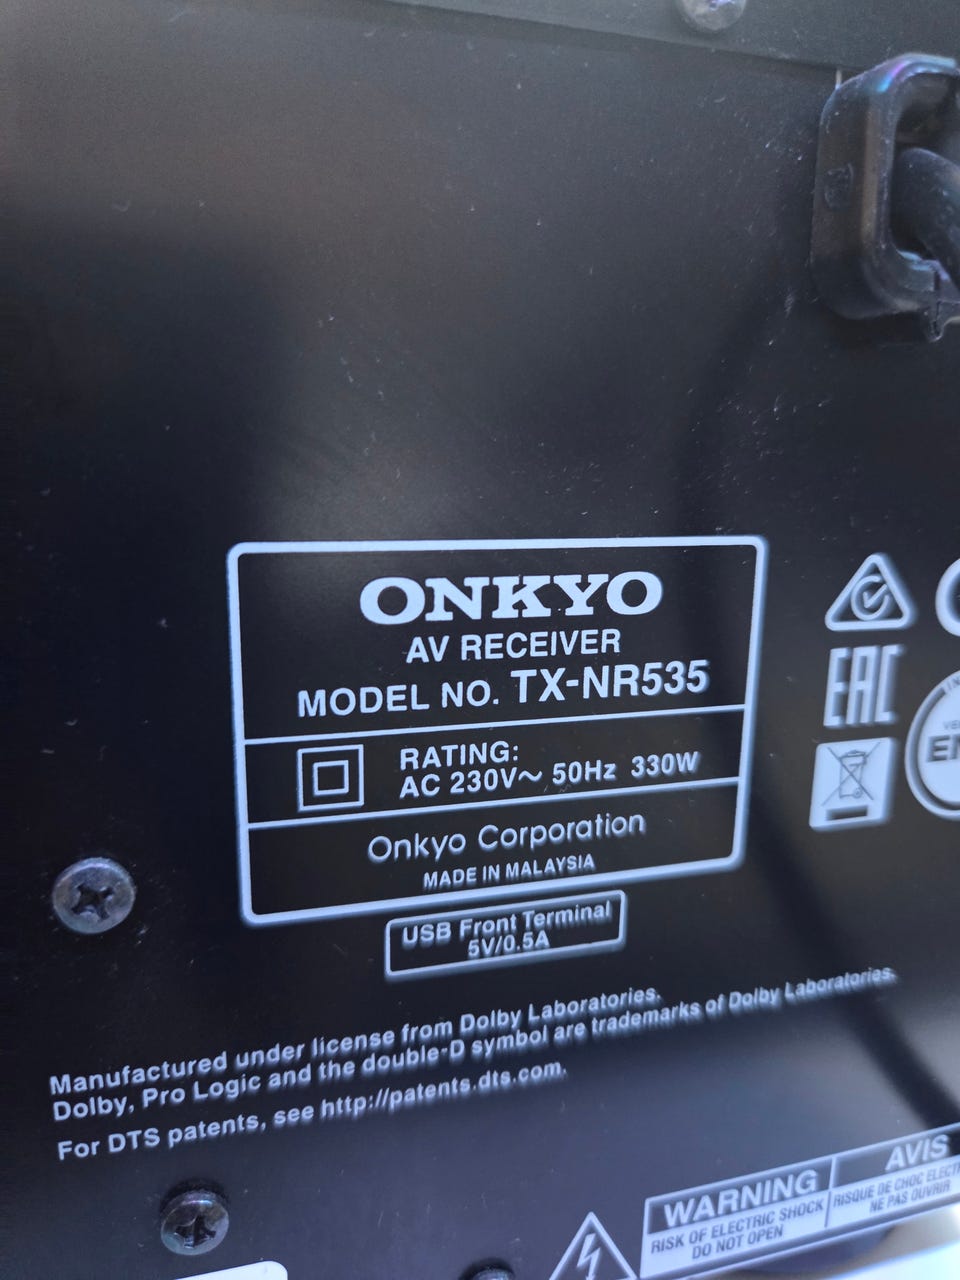 ONKYO
AV RECEIVER
MODEL NO. TX-NR535
RATING:
AC 230V~ 50Hz 330W
Onkyo Corporation
MADE IN MALAYSIA
USB Front Terminal
5V/0.5A
EAC
Manufactured under license from Dolby Laboratories.
Dolby, Pro Logic and the double-D symbol are trademarks of Dolby Laboratories.
For DTS patents, see http://patents.dts.com.
WARNING
RISK OF ELECTRIC SHOCK
DO NOT OPEN
AVIS
RISQUE DE CHOC
NE PAS OUVRIR